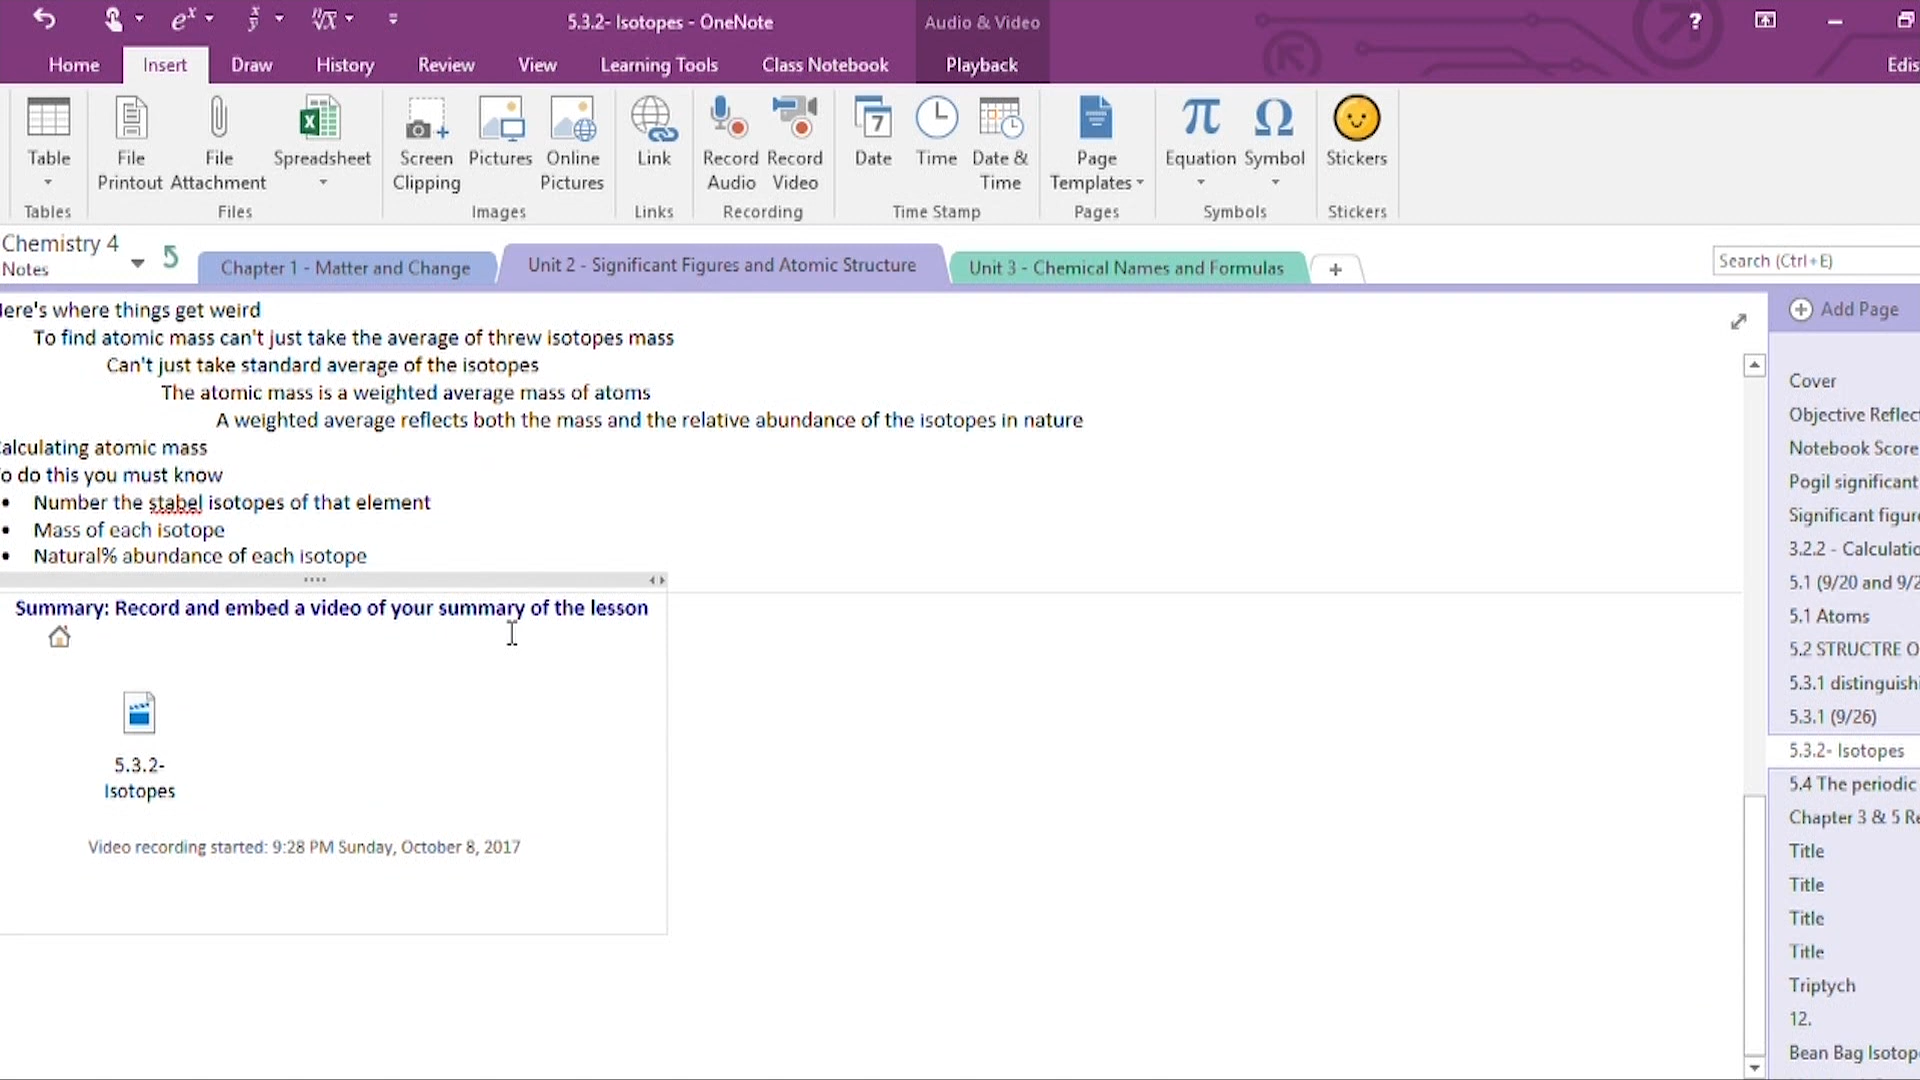 5.3.2- Isotopes - OneNote
Audio & Video
?
Home
Insert
Draw
History
Review
View
Learning Tools
Class Notebook
Playback
Edis
Table
File Printout
File Attachment
Spreadsheet
Screen Clipping
Pictures
Online Pictures
Link
Record Audio
Record Video
Date
Time
Date & Time
Page Templates
Equation
Symbol
Stickers
Tables
Files
Images
Links
Recording
Time Stamp
Pages
Symbols
Stickers
Chemistry 4
Notes
Chapter 1 - Matter and Change
Unit 2 - Significant Figures and Atomic Structure
Unit 3 - Chemical Names and Formulas
+
Search (Ctrl+E)
ere's where things get weird
To find atomic mass can't just take the average of threw isotopes mass
Can't just take standard average of the isotopes
The atomic mass is a weighted average mass of atoms
A weighted average reflects both the mass and the relative abundance of the isotopes in nature
alculating atomic mass
o do this you must know
• Number the stabel isotopes of that element
• Mass of each isotope
• Natural% abundance of each isotope
Summary: Record and embed a video of your summary of the lesson
5.3.2-
Isotopes
Video recording started: 9:28 PM Sunday, October 8, 2017
Add Page
Cover
Objective Reflect
Notebook Score
Pogil significant
Significant figure
3.2.2 - Calculatio
5.1 (9/20 and 9/2
5.1 Atoms
5.2 STRUCTRE O
5.3.1 distinguishi
5.3.1 (9/26)
5.3.2- Isotopes
5.4 The periodic
Chapter 3 & 5 Re
Title
Title
Title
Title
Triptych
12.
Bean Bag Isotop